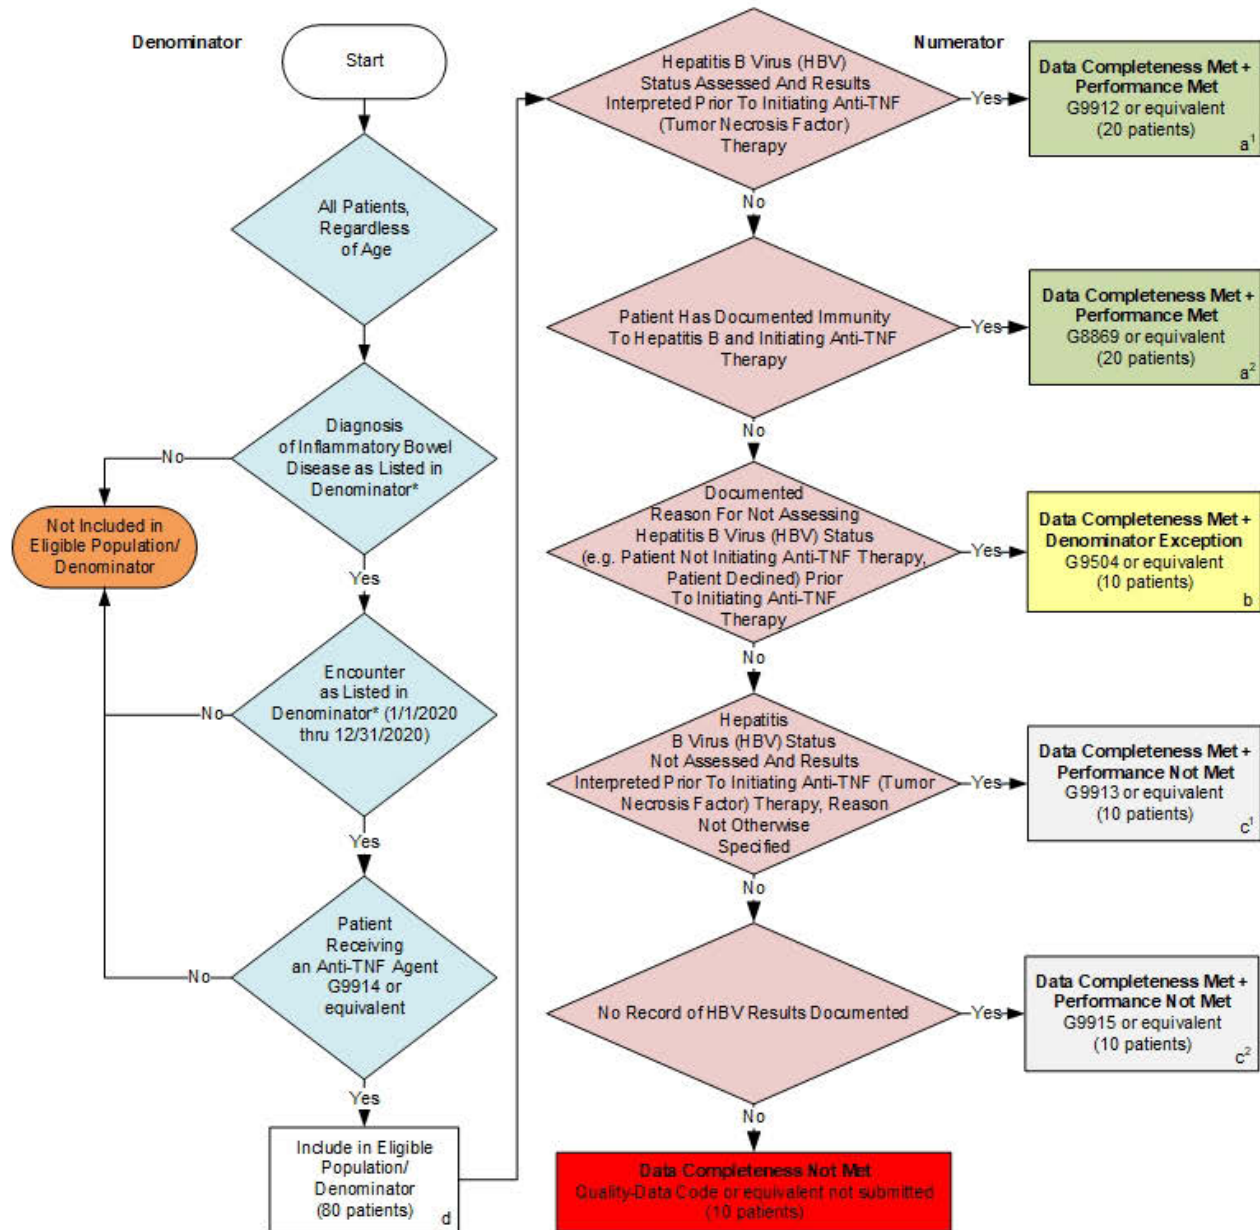 Denominator
Start
All Patients,
Regardless
of Age
Diagnosis
of Inflammatory Bowel
Disease as Listed in
Denominator*
No
Not Included in
Eligible Population/
Denominator
Yes
Encounter
as Listed in
Denominator* (1/1/2020
thru 12/31/2020)
No
Yes
Patient
Receiving
an Anti-TNF Agent
G9914 or
equivalent
No
Yes
Include in Eligible
Population/
Denominator
(80 patients)
d
Numerator
Hepatitis B Virus (HBV)
Status Assessed And Results
Interpreted Prior To Initiating Anti-TNF
(Tumor Necrosis Factor)
Therapy
Yes
Data Completeness Met +
Performance Met
G9912 or equivalent
(20 patients)
a¹
No
Patient Has Documented Immunity
To Hepatitis B and Initiating Anti-TNF
Therapy
Yes
Data Completeness Met +
Performance Met
G8869 or equivalent
(20 patients)
a²
No
Documented
Reason For Not Assessing
Hepatitis B Virus (HBV) Status
(e.g. Patient Not Initiating Anti-TNF Therapy,
Patient Declined) Prior
To Initiating Anti-TNF
Therapy
Yes
Data Completeness Met +
Denominator Exception
G9504 or equivalent
(10 patients)
b
No
Hepatitis
B Virus (HBV) Status
Not Assessed And Results
Interpreted Prior To Initiating Anti-TNF (Tumor
Necrosis Factor) Therapy, Reason
Not Otherwise
Specified
Yes
Data Completeness Met +
Performance Not Met
G9913 or equivalent
(10 patients)
c¹
No
No Record of HBV Results Documented
Yes
Data Completeness Met +
Performance Not Met
G9915 or equivalent
(10 patients)
c²
No
Data Completeness Not Met
Quality-Data Code or equivalent not submitted
(10 patients)